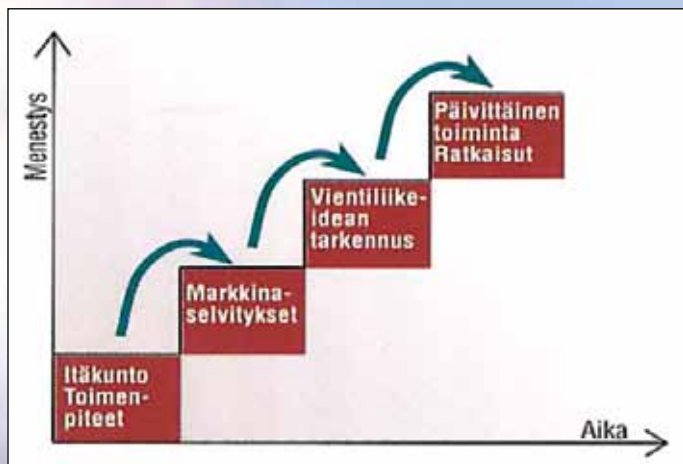 Menestys
Päivittäinen
toiminta
Ratkaisut
Vientiliike-
idean
tarkennus
Markkina-
selvitykset
Itäkunto
Toimen-
piteet
Aika